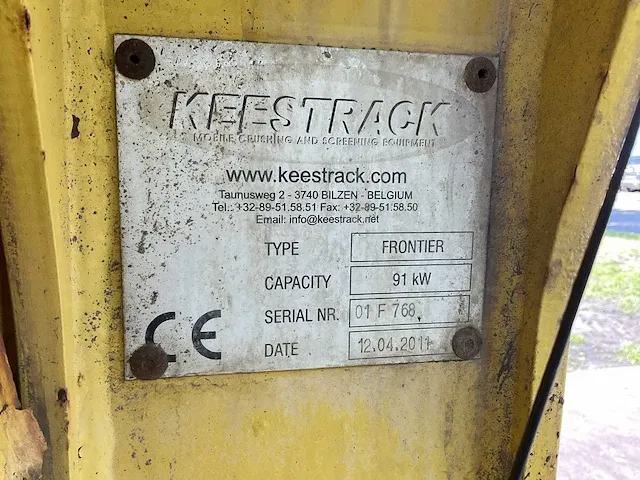 KEESTRACK
MOBILE CRUSHING AND SCREENING EQUIPMENT
www.keestrack.com
Taunusweg 2 - 3740 BILZEN - BELGIUM
Tel.: +32-89-51.58.51 Fax: +32-89-51.58.50
Email: info@keestrack.net
TYPE FRONTIER
CAPACITY 91 kW
SERIAL NR. 01 F 768
DATE 12.04.2011
CE